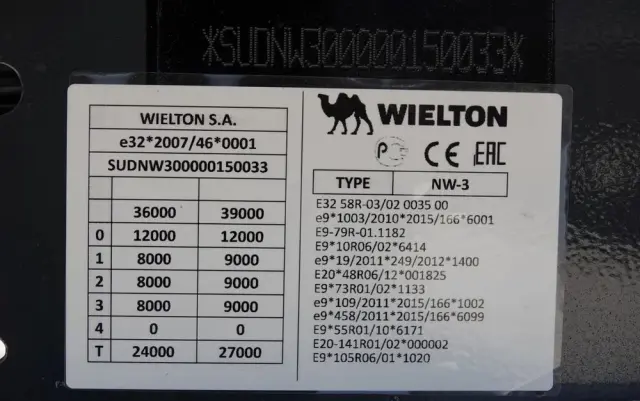 *SUDNW300000150033*
WIELTON S.A.
e32*2007/46*0001
SUDNW300000150033
36000 39000
0 12000 12000
1 8000 9000
2 8000 9000
3 8000 9000
4 0 0
T 24000 27000
WIELTON
PC CE EAC
TYPE NW-3
E32 58R-03/02 0035 00
e9*1003/2010*2015/166*6001
E9-79R-01.1182
E9*10R06/02*6414
e9*19/2011*249/2012*1400
E20*48R06/12*001825
E9*73R01/02*1133
e9*109/2011*2015/166*1002
e9*458/2011*2015/166*6099
E9*55R01/10*6171
E20-141R01/02*000002
E9*105R06/01*1020